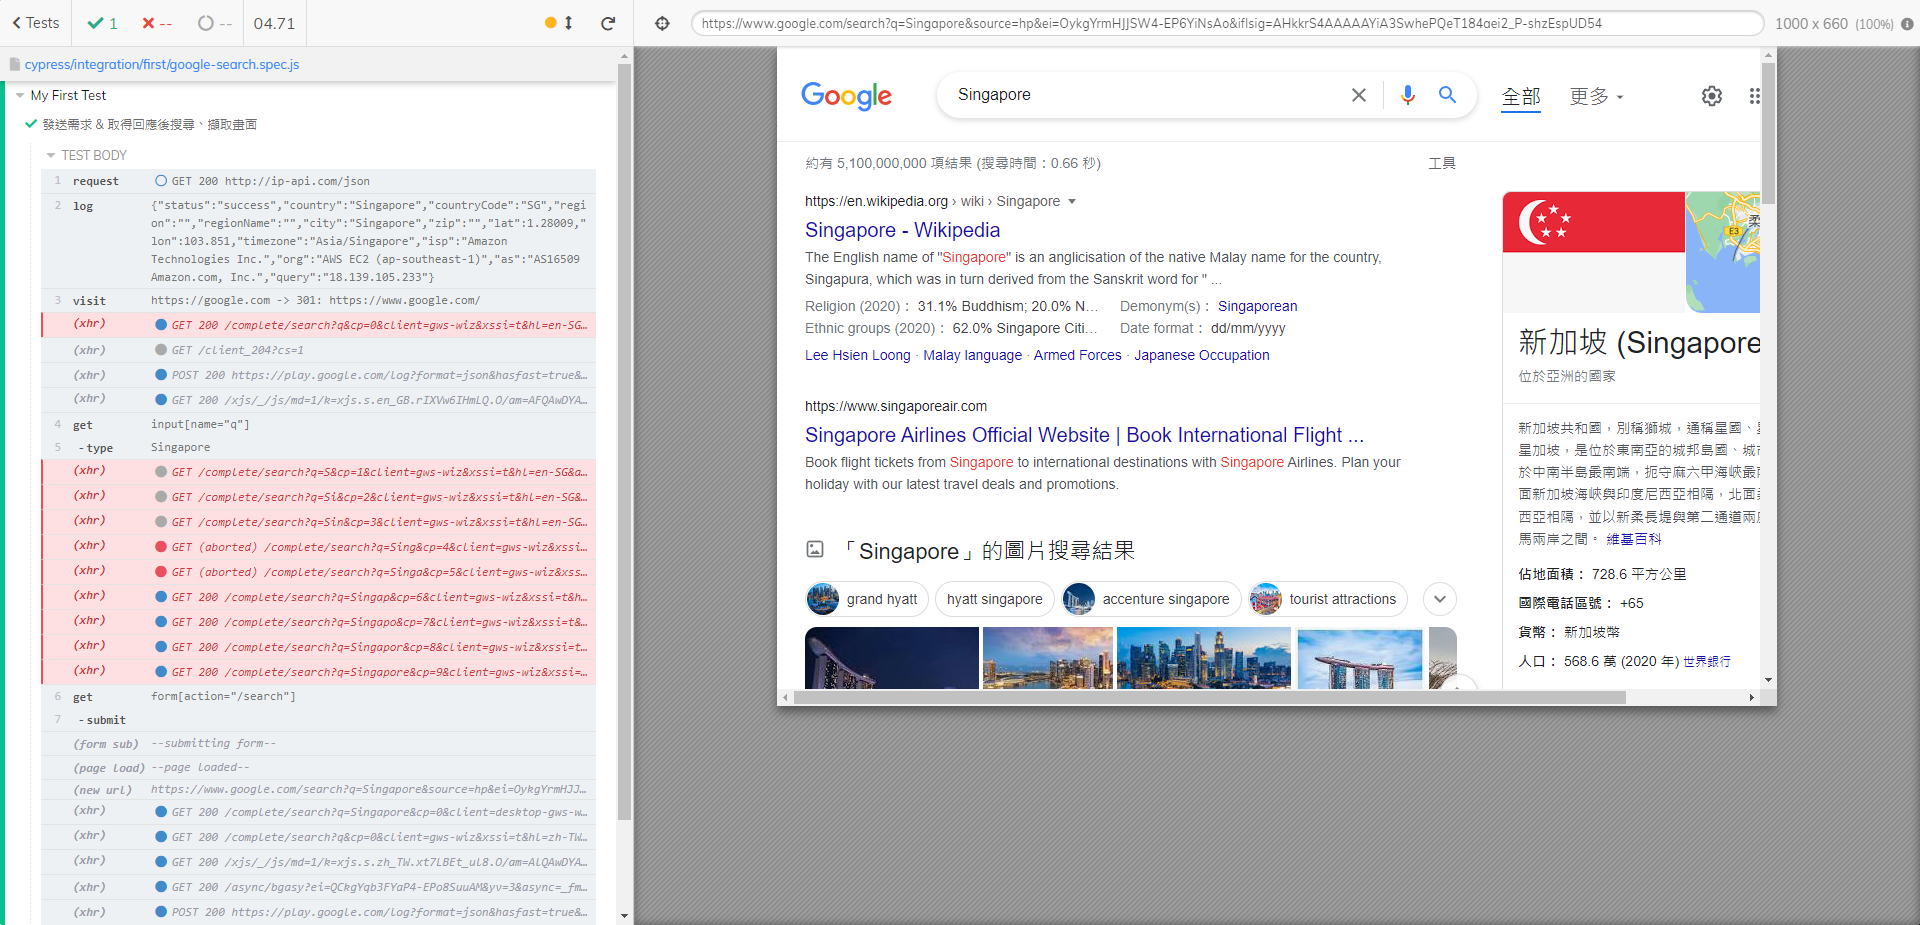 Tests
1
--
--
04.71
https://www.google.com/search?q=Singapore&source=hp&ei=OykgYrmHJJSW4-EP6YiNsAo&iflsig=AHkkrS4AAAAAYiA3SwhePQeT184aei2_P-shzEspUD54
1000 x 660 (100%)
cypress/integration/first/google-search.spec.js
My First Test
發送需求 & 取得回應後搜尋、擷取畫面
TEST BODY
1 request GET 200 http://ip-api.com/json
2 log {"status":"success","country":"Singapore","countryCode":"SG","regi
on":"","regionName":"","city":"Singapore","zip":"","lat":1.28009,"
lon":103.851,"timezone":"Asia/Singapore","isp":"Amazon
Technologies Inc.","org":"AWS EC2 (ap-southeast-1)","as":"AS16509
Amazon.com, Inc.","query":"18.139.105.233"}
3 visit https://google.com -> 301: https://www.google.com/
(xhr) GET 200 /complete/search?q&cp=0&client=gws-wiz&xssi=t&hl=en-SG…
(xhr) GET /client_204?cs=1
(xhr) POST 200 https://play.google.com/log?format=json&hasfast=true&…
(xhr) GET 200 /xjs/_/js/md=1/k=xjs.s.en_GB.rIXVw6IHmLQ.O/am=AFQAwDYA…
4 get input[name="q"]
5 -type Singapore
(xhr) GET /complete/search?q=S&cp=1&client=gws-wiz&xssi=t&hl=en-SG&a…
(xhr) GET /complete/search?q=Si&cp=2&client=gws-wiz&xssi=t&hl=en-SG&…
(xhr) GET /complete/search?q=Sin&cp=3&client=gws-wiz&xssi=t&hl=en-SG…
(xhr) GET (aborted) /complete/search?q=Sing&cp=4&client=gws-wiz&xssi…
(xhr) GET (aborted) /complete/search?q=Singa&cp=5&client=gws-wiz&xss…
(xhr) GET 200 /complete/search?q=Singap&cp=6&client=gws-wiz&xssi=t&h…
(xhr) GET 200 /complete/search?q=Singapo&cp=7&client=gws-wiz&xssi=t&…
(xhr) GET 200 /complete/search?q=Singapor&cp=8&client=gws-wiz&xssi=t…
(xhr) GET 200 /complete/search?q=Singapore&cp=9&client=gws-wiz&xssi=…
6 get form[action="/search"]
7 -submit
(form sub) --submitting form--
(page load) --page loaded--
(new url) https://www.google.com/search?q=Singapore&source=hp&ei=OykgYrmHJJ…
(xhr) GET 200 /complete/search?q=Singapore&cp=0&client=desktop-gws-w…
(xhr) GET 200 /complete/search?q&cp=0&client=gws-wiz&xssi=t&hl=zh-TW…
(xhr) GET 200 /xjs/_/js/md=1/k=xjs.s.zh_TW.xt7LBEt_ul8.O/am=AlQAwDYA…
(xhr) GET 200 /async/bgasy?ei=QCkgYqb3FYaP4-EPo8SuuAM&yv=3&async=_fm…
(xhr) POST 200 https://play.google.com/log?format=json&hasfast=true&…
Google
Singapore
全部
更多
約有 5,100,000,000 項結果 (搜尋時間：0.66 秒)
工具
https://en.wikipedia.org › wiki › Singapore
Singapore - Wikipedia
The English name of "Singapore" is an anglicisation of the native Malay name for the country,
Singapura, which was in turn derived from the Sanskrit word for " ...
Religion (2020)： 31.1% Buddhism; 20.0% N… Demonym(s)： Singaporean
Ethnic groups (2020)： 62.0% Singapore Citi… Date format： dd/mm/yyyy
Lee Hsien Loong · Malay language · Armed Forces · Japanese Occupation
https://www.singaporeair.com
Singapore Airlines Official Website | Book International Flight ...
Book flight tickets from Singapore to international destinations with Singapore Airlines. Plan your
holiday with our latest travel deals and promotions.
「Singapore」的圖片搜尋結果
grand hyatt
hyatt singapore
accenture singapore
tourist attractions
E3
柔
新加坡 (Singapore
位於亞洲的國家
新加坡共和國，別稱獅城，通稱星國、
星加坡，是位於東南亞的城邦島國、城
於中南半島最南端，扼守麻六甲海峽最
面新加坡海峽與印度尼西亞相隔，北面
西亞相隔，並以新柔長堤與第二通道兩
馬兩岸之間。 維基百科
佔地面積： 728.6 平方公里
國際電話區號： +65
貨幣： 新加坡幣
人口： 568.6 萬 (2020 年) 世界銀行